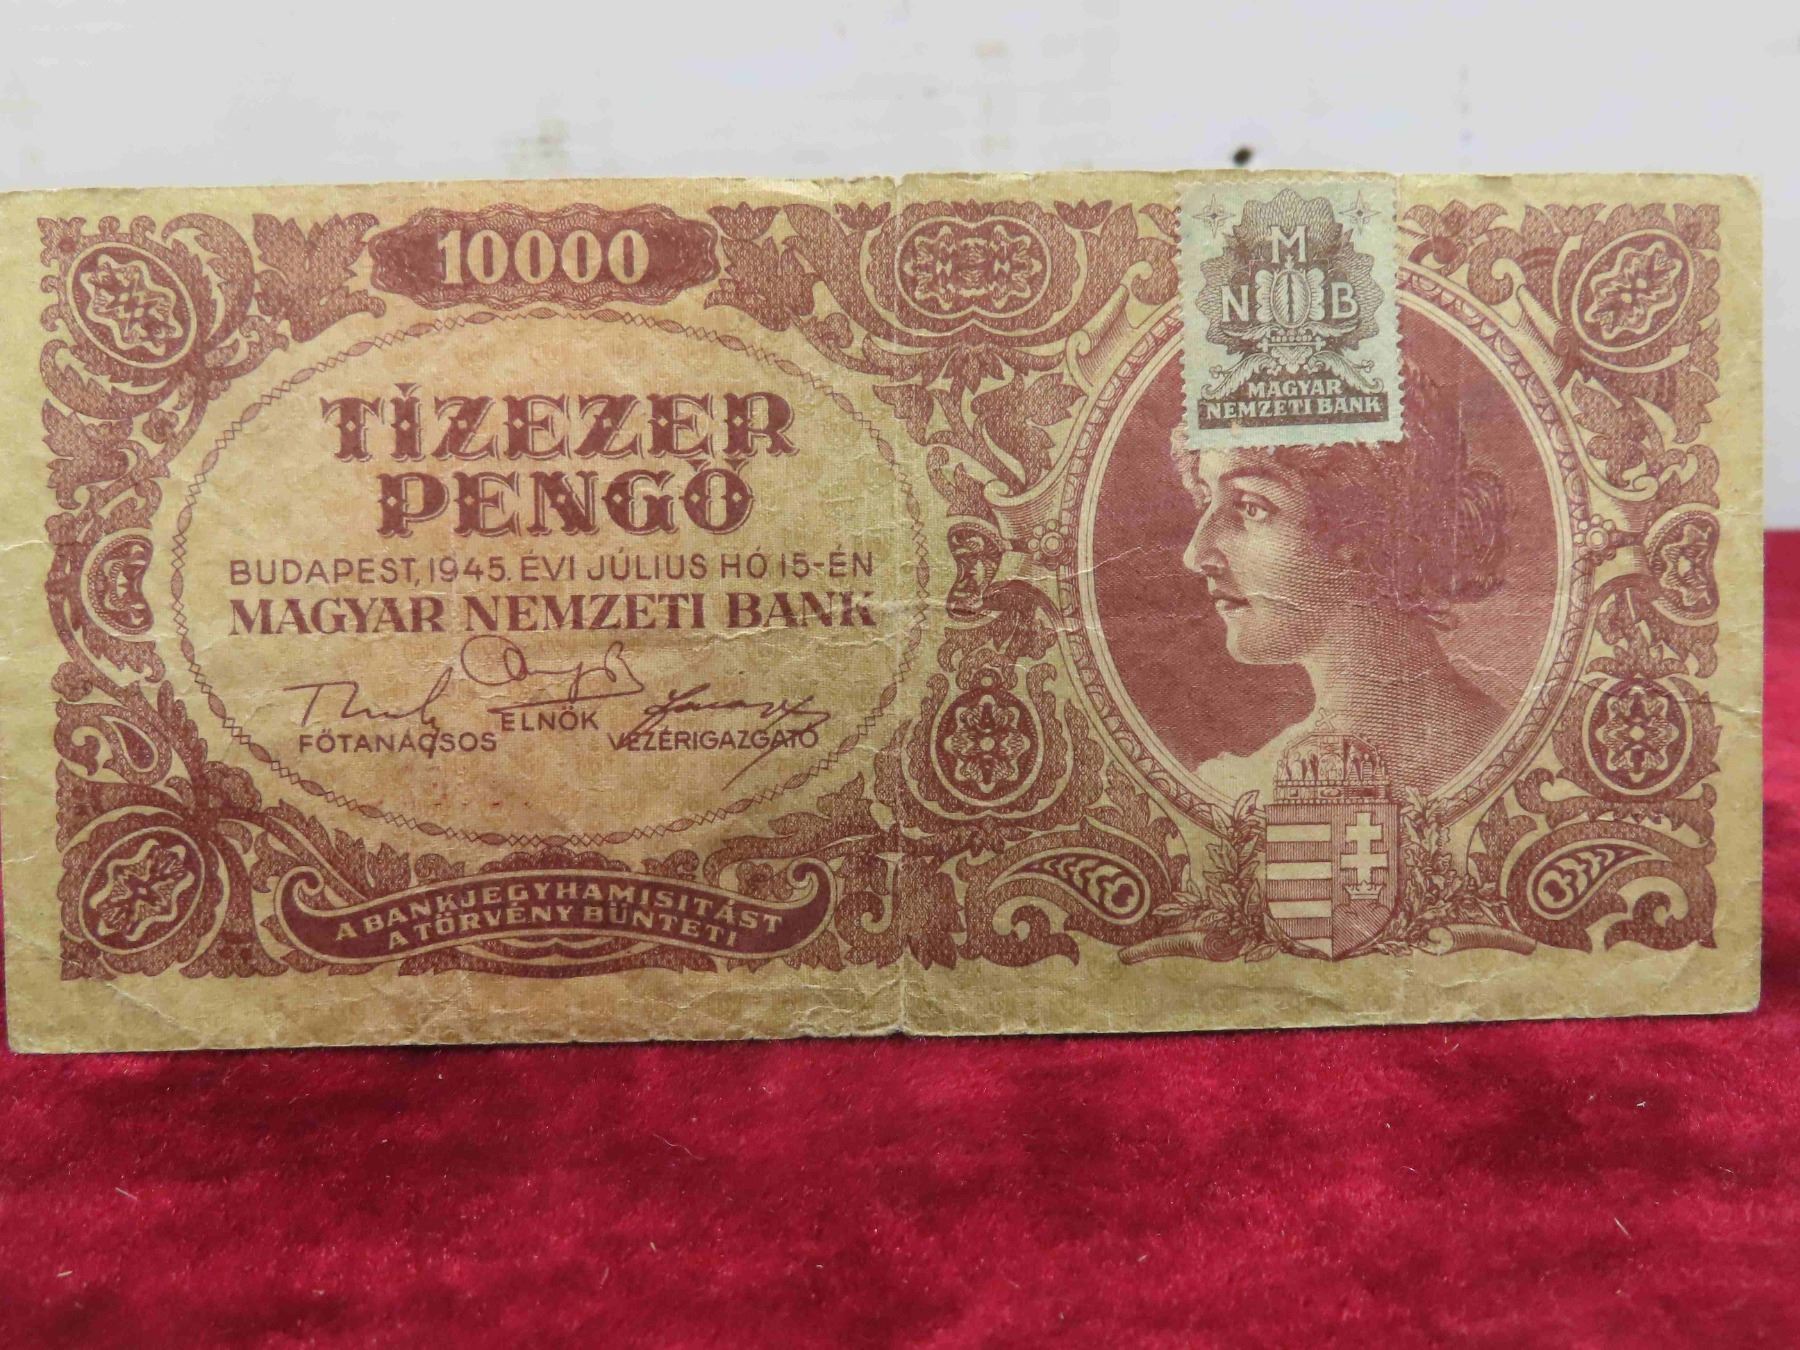 10000
TÍZEZER
PENGŐ
BUDAPEST, 1945. ÉVI JÚLIUS HÓ 15-ÉN
MAGYAR NEMZETI BANK
ELNÖK
FŐTANÁCSOS VEZÉRIGAZGATÓ
A BANKJEGYHAMISITÁST
A TÖRVÉNY BÜNTETI
M
N B
MAGYAR
NEMZETI BANK